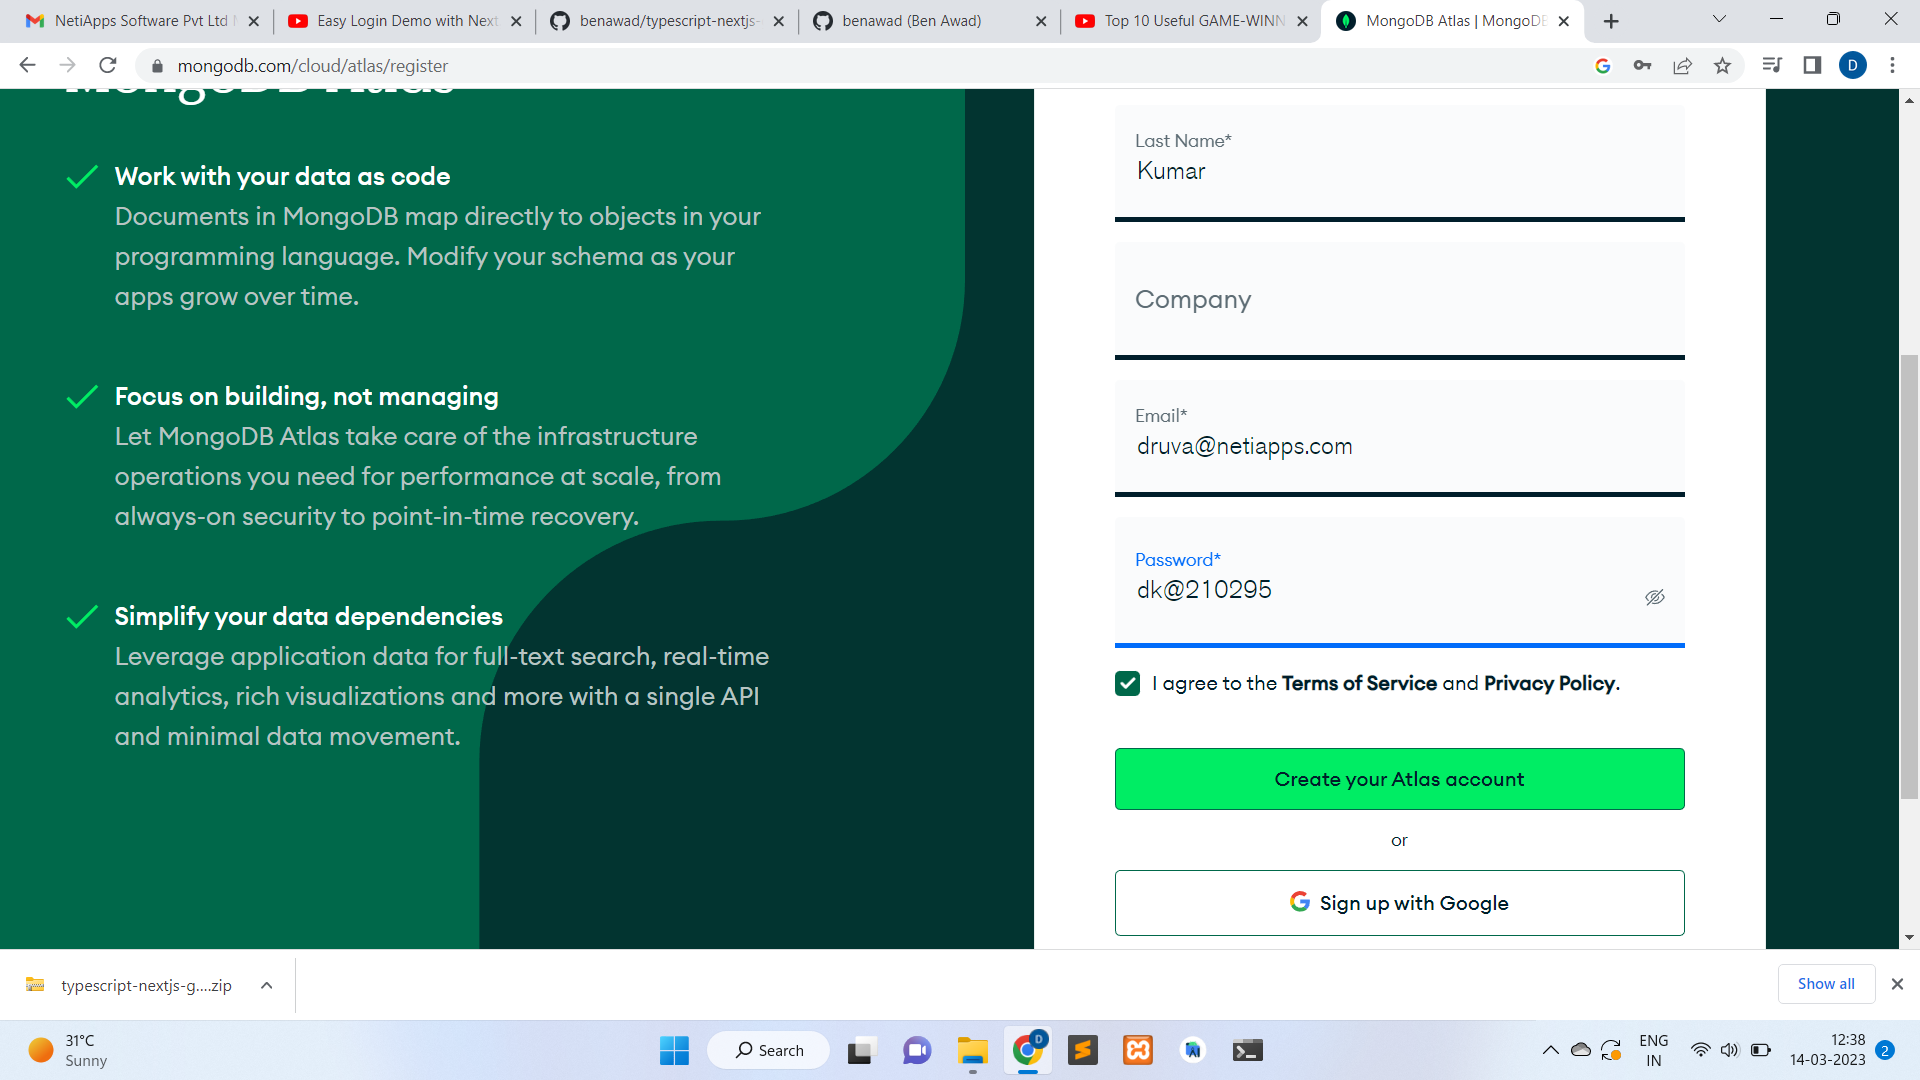 NetiApps Software Pvt Ltd
Easy Login Demo with Next
benawad/typescript-nextjs-
benawad (Ben Awad)
Top 10 Useful GAME-WINN
MongoDB Atlas | MongoDB
mongodb.com/cloud/atlas/register
D
MongoDB Atlas
Work with your data as code
Documents in MongoDB map directly to objects in your
programming language. Modify your schema as your
apps grow over time.
Focus on building, not managing
Let MongoDB Atlas take care of the infrastructure
operations you need for performance at scale, from
always-on security to point-in-time recovery.
Simplify your data dependencies
Leverage application data for full-text search, real-time
analytics, rich visualizations and more with a single API
and minimal data movement.
Last Name*
Kumar
Company
Email*
druva@netiapps.com
Password*
dk@210295
I agree to the Terms of Service and Privacy Policy.
Create your Atlas account
or
Sign up with Google
typescript-nextjs-g....zip
Show all
31°C
Sunny
Search
D
ENG
IN
12:38
14-03-2023
2